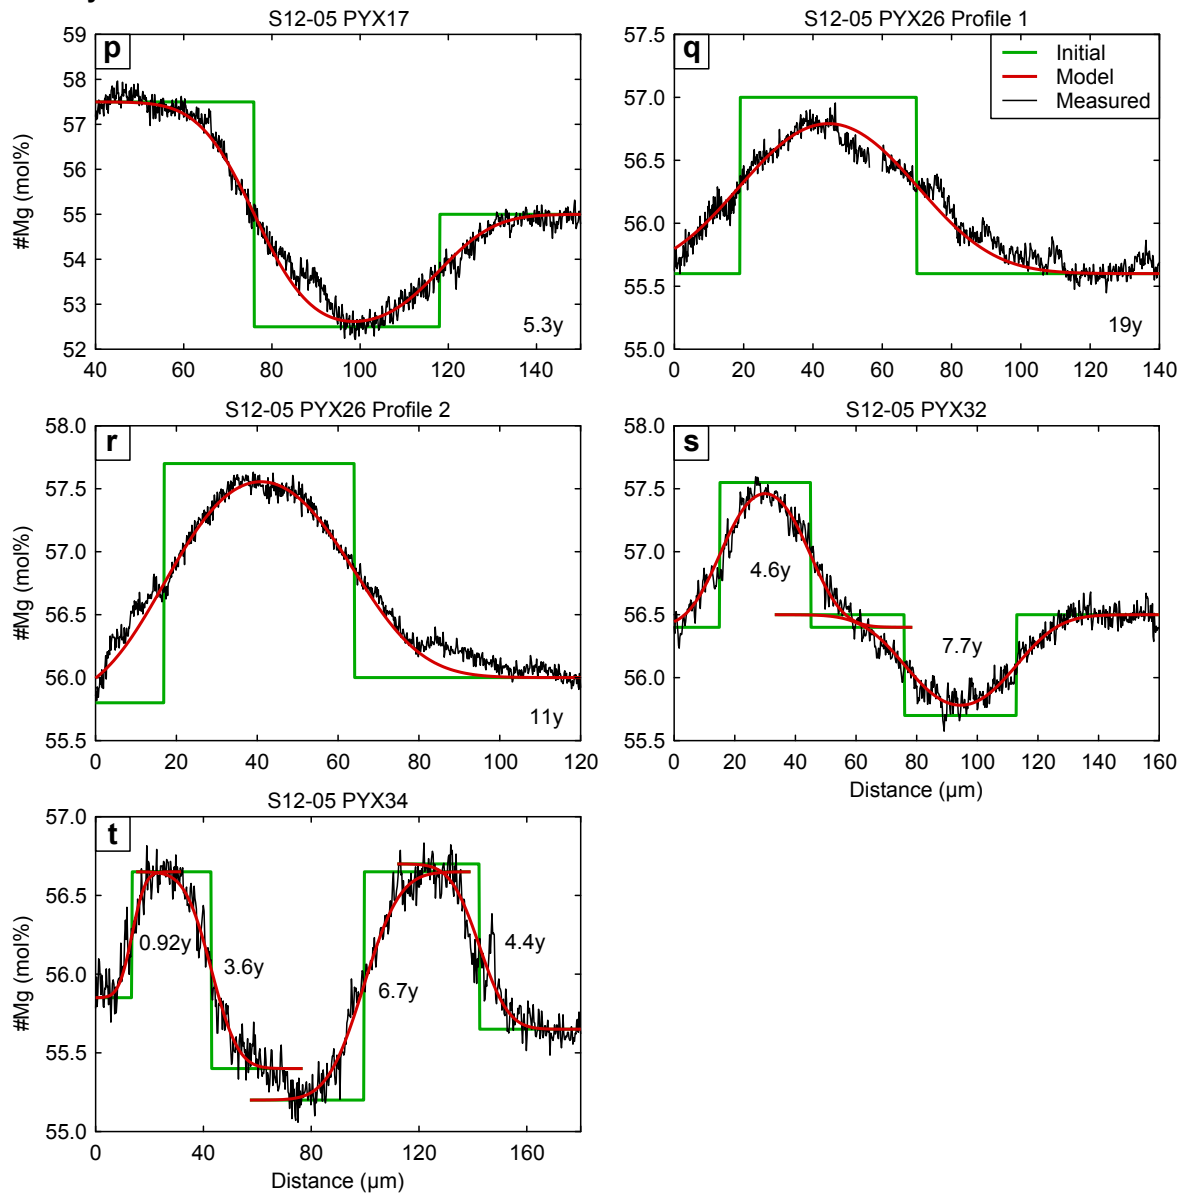 S12-05 PYX17
p
59
58
57
56
55
54
53
52
#Mg (mol%)
5.3y
40 60 80 100 120 140
S12-05 PYX26 Profile 1
q
Initial
Model
Measured
57.5
57.0
56.5
56.0
55.5
55.0
#Mg (mol%)
19y
0 20 40 60 80 100 120 140
S12-05 PYX26 Profile 2
r
58.0
57.5
57.0
56.5
56.0
55.5
#Mg (mol%)
11y
0 20 40 60 80 100 120
S12-05 PYX32
s
58.0
57.5
57.0
56.5
56.0
55.5
#Mg (mol%)
4.6y
7.7y
0 20 40 60 80 100 120 140 160
Distance (µm)
S12-05 PYX34
t
57.0
56.5
56.0
55.5
55.0
#Mg (mol%)
0.92y
3.6y
6.7y
4.4y
0 40 80 120 160
Distance (µm)